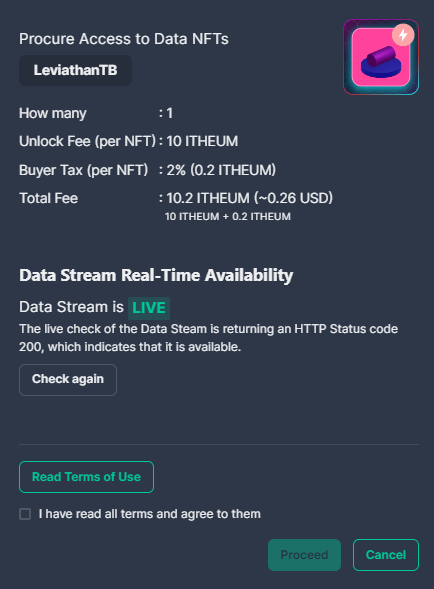 Procure Access to Data NFTs
LeviathanTB
How many : 1
Unlock Fee (per NFT) : 10 ITHEUM
Buyer Tax (per NFT) : 2% (0.2 ITHEUM)
Total Fee : 10.2 ITHEUM (~0.26 USD)
10 ITHEUM + 0.2 ITHEUM
Data Stream Real-Time Availability
Data Stream is LIVE
The live check of the Data Steam is returning an HTTP Status code
200, which indicates that it is available.
Check again
Read Terms of Use
I have read all terms and agree to them
Proceed Cancel